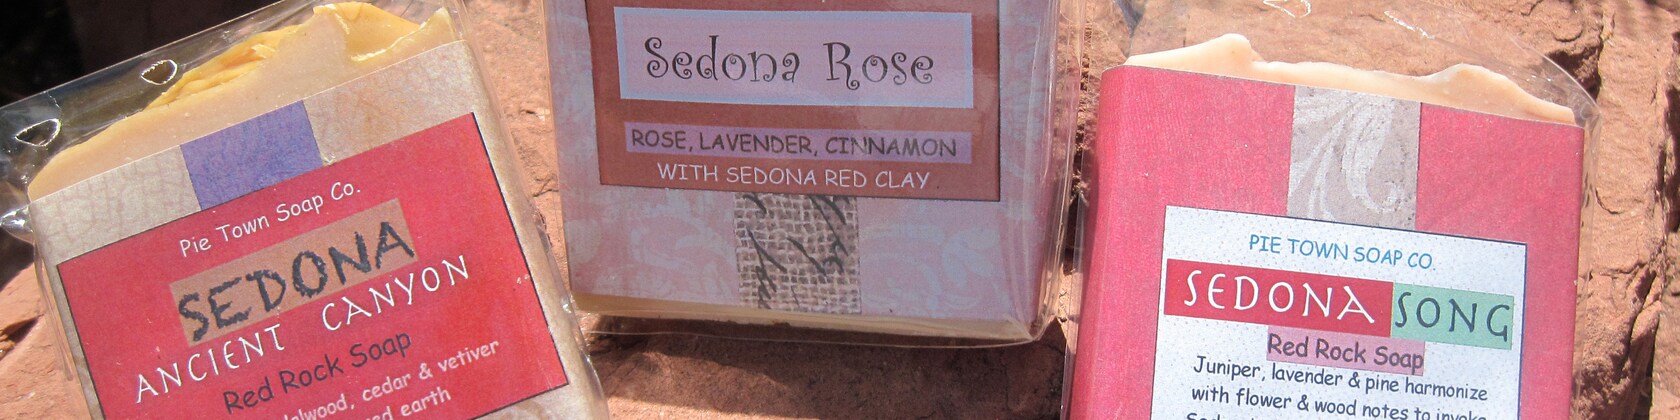 Pie Town Soap Co.
SEDONA
ANCIENT CANYON
Red Rock Soap
cedar & vetiver
earth
Sedona Rose
ROSE, LAVENDER, CINNAMON
WITH SEDONA RED CLAY
PIE TOWN SOAP CO.
SEDONA SONG
Red Rock Soap
Juniper, lavender & pine harmonize
with flower & wood notes to invoke